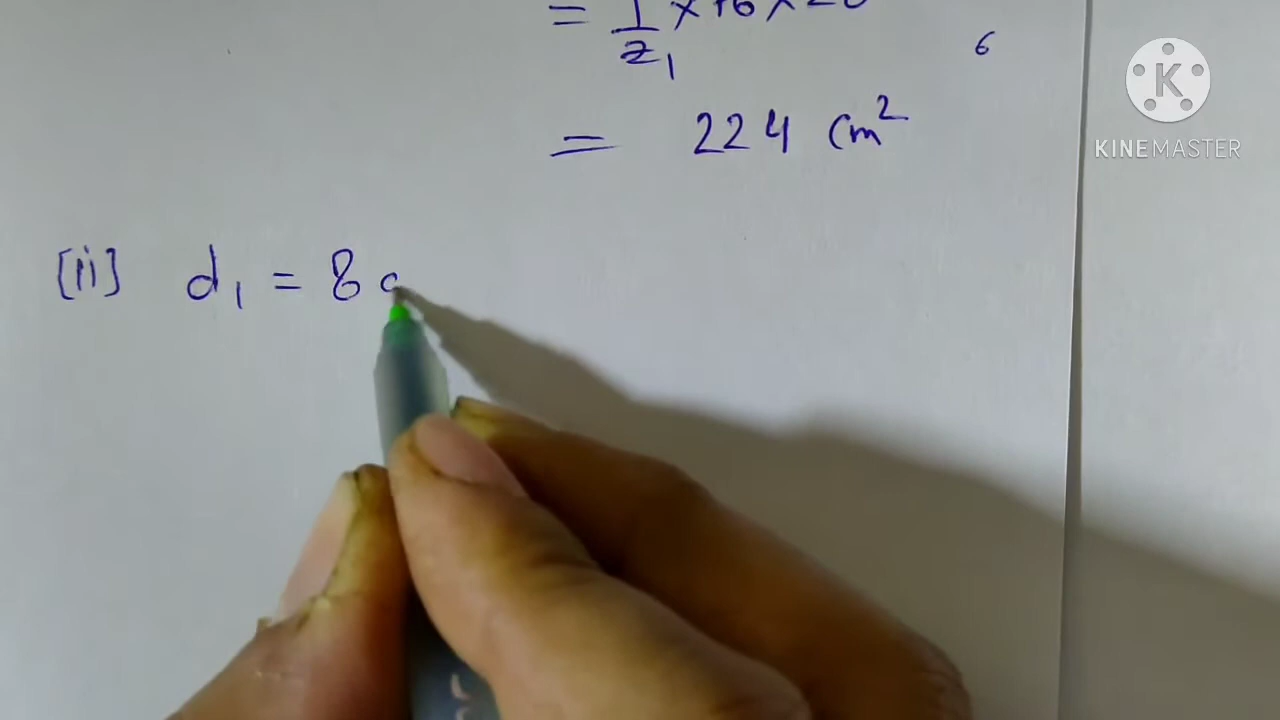 = 1/2 × 16 × 28
6
= 224 cm²
[ii] d₁ = 8 c
K
KINEMASTER